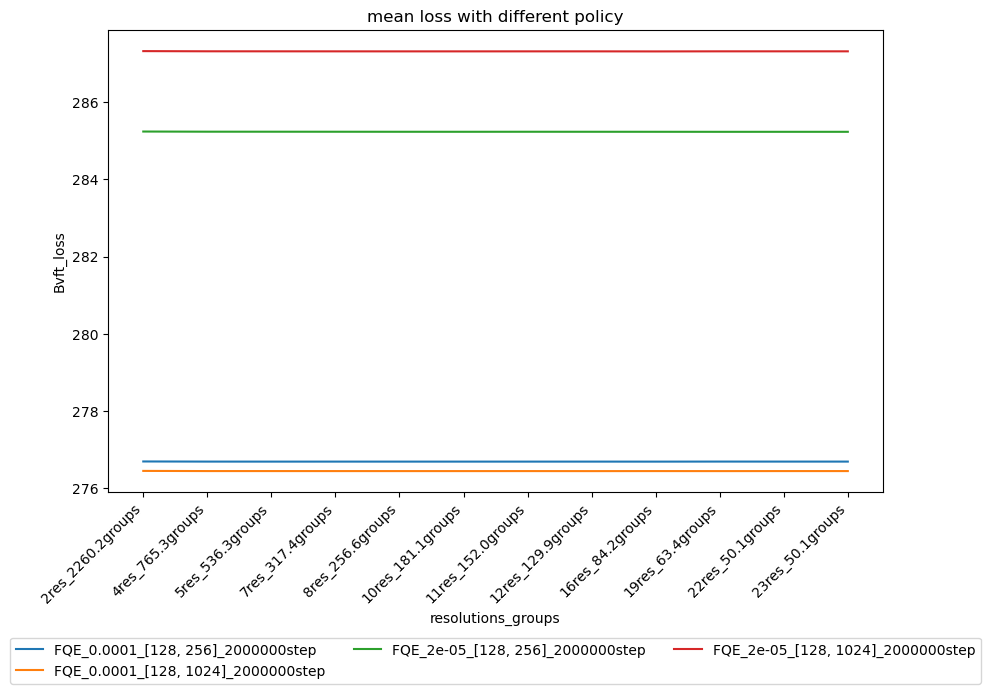 mean loss with different policy
Bvft_loss
286
284
282
280
278
276
2res_2260.2groups
4res_765.3groups
5res_536.3groups
7res_317.4groups
8res_256.6groups
10res_181.1groups
11res_152.0groups
12res_129.9groups
16res_84.2groups
19res_63.4groups
22res_50.1groups
23res_50.1groups
resolutions_groups
FQE_0.0001_[128, 256]_2000000step
FQE_0.0001_[128, 1024]_2000000step
FQE_2e-05_[128, 256]_2000000step
FQE_2e-05_[128, 1024]_2000000step